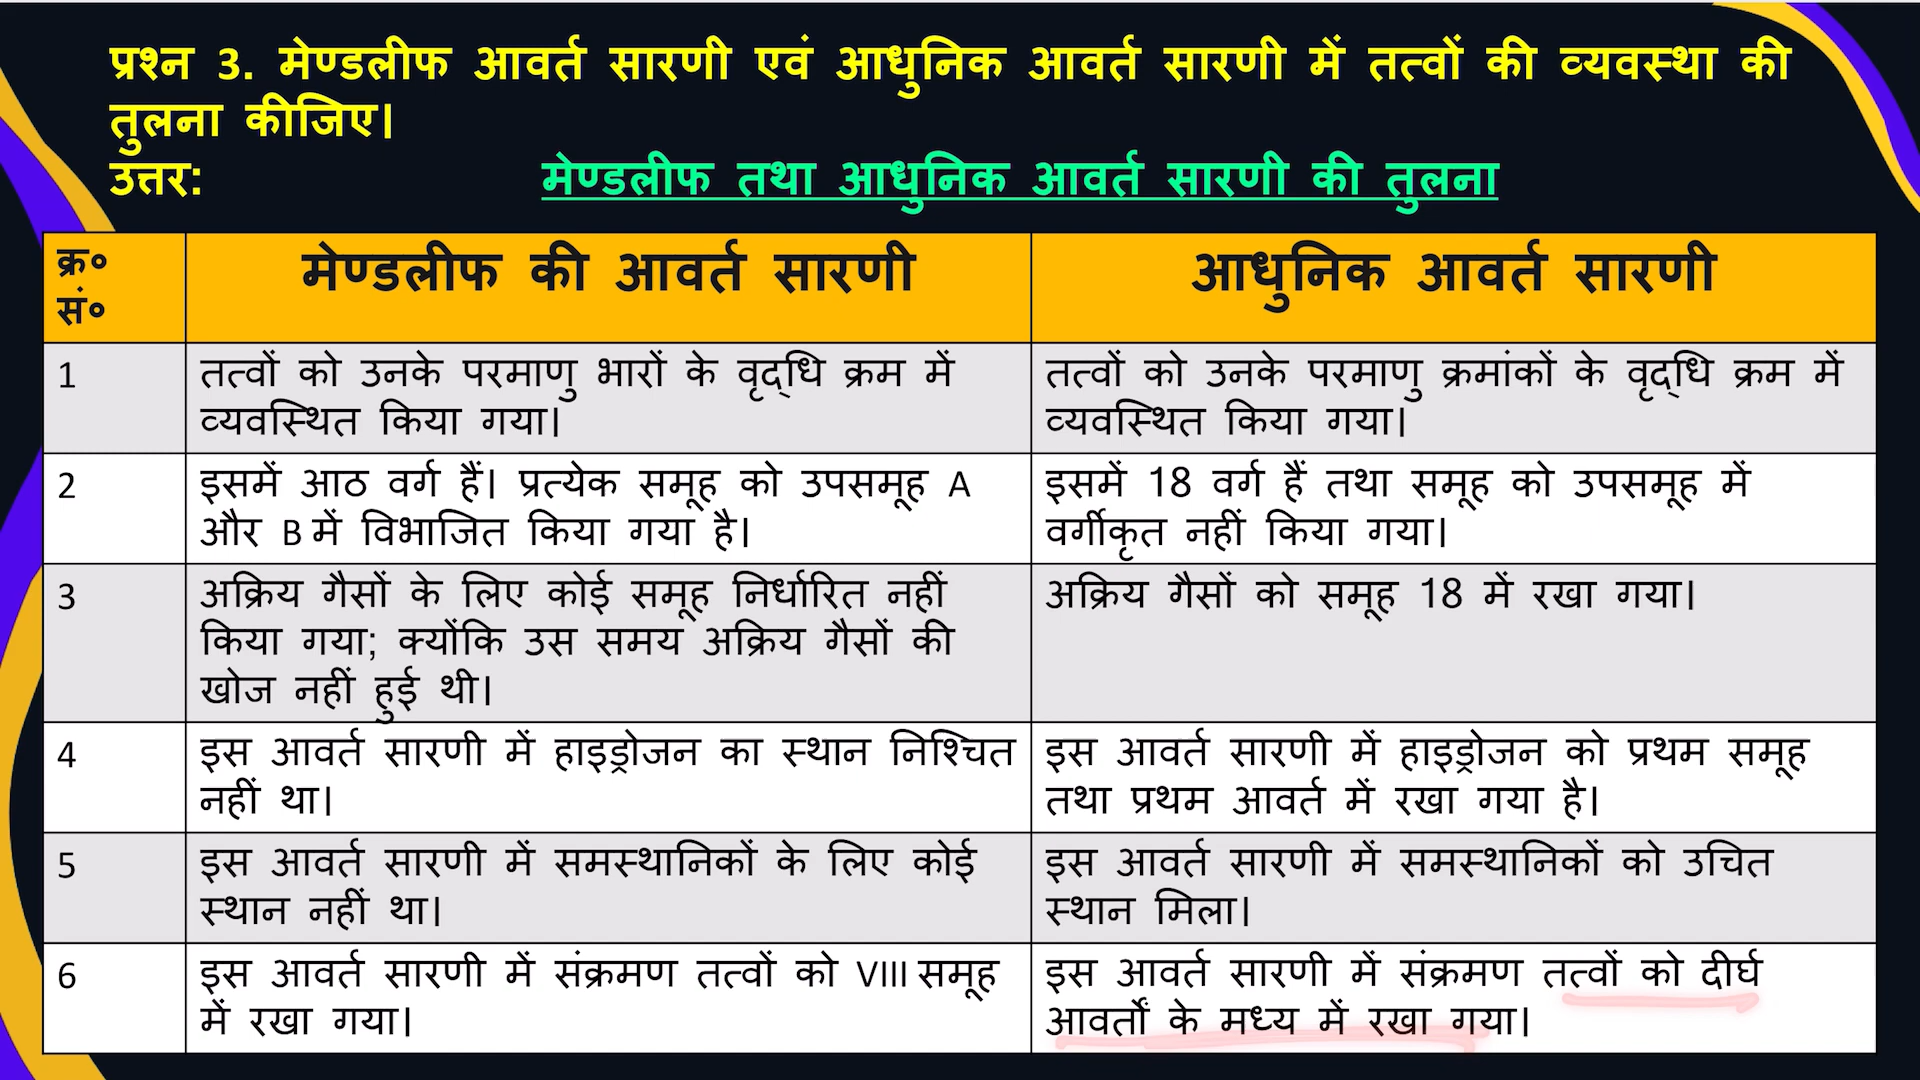 प्रश्न 3. मेण्डलीफ आवर्त सारणी एवं आधुनिक आवर्त सारणी में तत्वों की व्यवस्था की
तुलना कीजिए।
उत्तर: मेण्डलीफ तथा आधुनिक आवर्त सारणी की तुलना
क्र०
सं०
मेण्डलीफ की आवर्त सारणी
आधुनिक आवर्त सारणी
1
तत्वों को उनके परमाणु भारों के वृद्धि क्रम में
व्यवस्थित किया गया।
तत्वों को उनके परमाणु क्रमांकों के वृद्धि क्रम में
व्यवस्थित किया गया।
2
इसमें आठ वर्ग हैं। प्रत्येक समूह को उपसमूह A
और B में विभाजित किया गया है।
इसमें 18 वर्ग हैं तथा समूह को उपसमूह में
वर्गीकृत नहीं किया गया।
3
अक्रिय गैसों के लिए कोई समूह निर्धारित नहीं
किया गया; क्योंकि उस समय अक्रिय गैसों की
खोज नहीं हुई थी।
अक्रिय गैसों को समूह 18 में रखा गया।
4
इस आवर्त सारणी में हाइड्रोजन का स्थान निश्चित
नहीं था।
इस आवर्त सारणी में हाइड्रोजन को प्रथम समूह
तथा प्रथम आवर्त में रखा गया है।
5
इस आवर्त सारणी में समस्थानिकों के लिए कोई
स्थान नहीं था।
इस आवर्त सारणी में समस्थानिकों को उचित
स्थान मिला।
6
इस आवर्त सारणी में संक्रमण तत्वों को VIII समूह
में रखा गया।
इस आवर्त सारणी में संक्रमण तत्वों को दीर्घ
आवर्तों के मध्य में रखा गया।